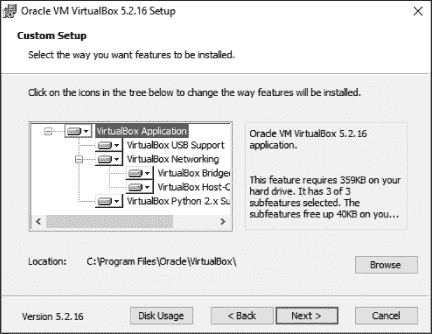 Oracle VM VirtualBox 5.2.16 Setup
Custom Setup
Select the way you want features to be installed.
Click on the icons in the tree below to change the way features will be installed.
VirtualBox Application
VirtualBox USB Support
VirtualBox Networking
VirtualBox Bridge
VirtualBox Host-C
VirtualBox Python 2.x Su
Oracle VM VirtualBox 5.2.16
application.
This feature requires 359KB on your
hard drive. It has 3 of 3
subfeatures selected. The
subfeatures free up 40KB on you...
Location: C:\Program Files\Oracle\VirtualBox\
Browse
Version 5.2.16
Disk Usage
< Back
Next >
Cancel